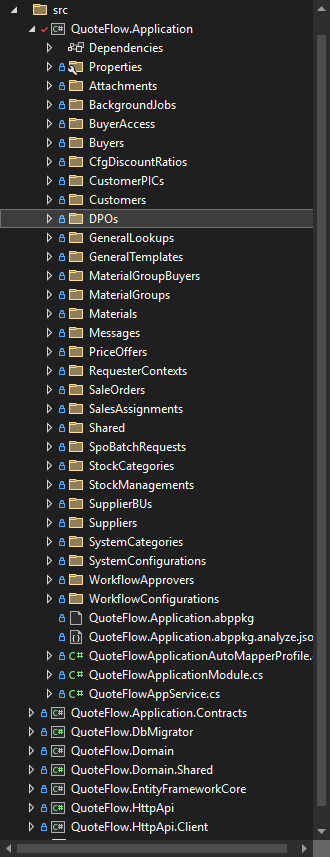 src
C# QuoteFlow.Application
Dependencies
Properties
Attachments
BackgroundJobs
BuyerAccess
Buyers
CfgDiscountRatios
CustomerPICs
Customers
DPOs
GeneralLookups
GeneralTemplates
MaterialGroupBuyers
MaterialGroups
Materials
Messages
PriceOffers
RequesterContexts
SaleOrders
SalesAssignments
Shared
SpoBatchRequests
StockCategories
StockManagements
SupplierBUs
Suppliers
SystemCategories
SystemConfigurations
WorkflowApprovers
WorkflowConfigurations
QuoteFlow.Application.abppkg
QuoteFlow.Application.abppkg.analyze.jso
C# QuoteFlowApplicationAutoMapperProfile.
C# QuoteFlowApplicationModule.cs
C# QuoteFlowAppService.cs
C# QuoteFlow.Application.Contracts
C# QuoteFlow.DbMigrator
C# QuoteFlow.Domain
C# QuoteFlow.Domain.Shared
C# QuoteFlow.EntityFrameworkCore
C# QuoteFlow.HttpApi
C# QuoteFlow.HttpApi.Client